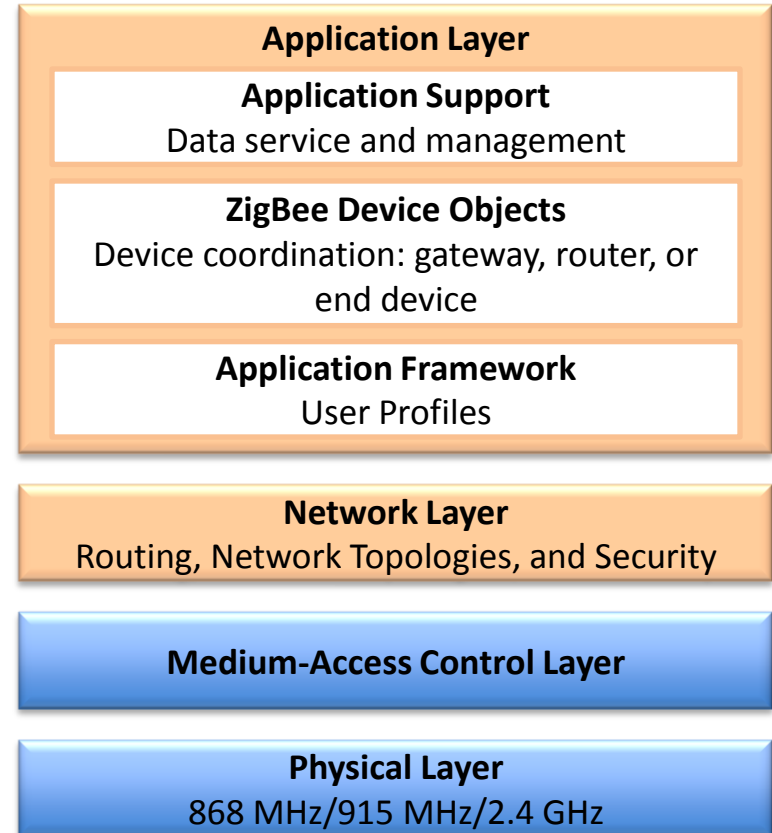 Application Layer
Application Support
Data service and management
ZigBee Device Objects
Device coordination: gateway, router, or
end device
Application Framework
User Profiles
Network Layer
Routing, Network Topologies, and Security
Medium-Access Control Layer
Physical Layer
868 MHz/915 MHz/2.4 GHz